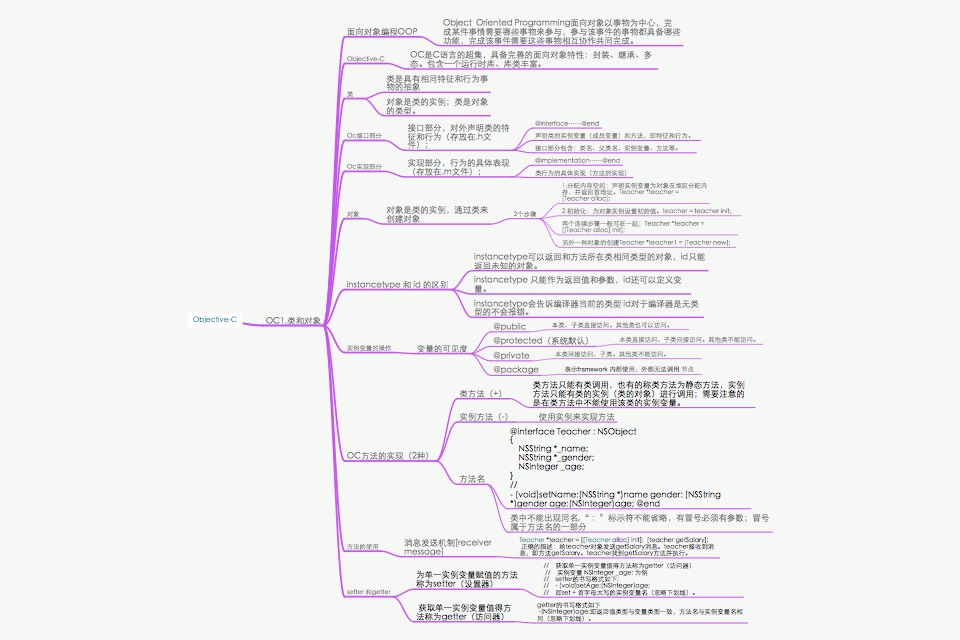 面向对象编程OOP
Object Oriented Programming面向对象以事物为中心，完
成某件事情需要哪些事物来参与，参与该事件的事物都具备哪些
功能，完成该事件需要这些事物相互协作共同完成。
Objective-C
OC是C语言的超集，具备完善的面向对象特性：封装、继承、多
态。包含一个运行时库、库类丰富。
类
类是具有相同特征和行为事
物的抽象
对象是类的实例；类是对象
的类型。
Oc接口部分
接口部分，对外声明类的特
征和行为（存放在.h文
件）；
@interface······@end
声明类的实例变量（成员变量）和方法，即特征和行为。
接口部分包含：类名、父类名、实例变量、方法等。
Oc实现部分
实现部分，行为的具体表现
（存放在.m文件）；
@implementation······@end
类行为的具体实现（方法的实现）
对象
对象是类的实例，通过类来
创建对象
2个步骤
1.分配内存空间：声明实例变量为对象在堆区分配内
存，并返回首地址。Teacher *teacher =
[Teacher alloc];
2.初始化：为对象实例设置初始值。teacher = teacher init;
两个连续步骤一般写在一起；Teacher *teacher =
[[Teacher alloc] init];
另外一种对象的创建Teacher *teacher1 = [Teacher new];
instancetype 和 id 的区别
instancetype可以返回和方法所在类相同类型的对象，id只能
返回未知的对象。
instancetype 只能作为返回值和参数，id还可以定义变
量。
instancetype会告诉编译器当前的类型 id对于编译器是无类
型的不会报错。
Objective-C
OC1.类和对象
实例变量的操作
变量的可见度
@public
本类、子类直接访问。其他类也可以访问。
@protected（系统默认）
本类直接访问、子类间接访问。其他类不能访问。
@private
本类间接访问、子类。其他类不能访问。
@package
表示framework 内部使用，外部无法调用 节点
OC方法的实现（2种）
类方法（+）
类方法只能有类调用，也有的称类方法为静态方法，实例
方法只能有类的实例（类的对象）进行调用；需要注意的
是在类方法中不能使用该类的实例变量。
实例方法（-）
使用实例来实现方法
方法名
@interface Teacher : NSObject
{
NSString *_name;
NSString *_gender;
NSInteger _age;
}
//
- (void)setName:(NSString *)name gender: (NSString
*)gender age:(NSInteger)age; @end
类中不能出现同名，“：”标示符不能省略，有冒号必须有参数；冒号
属于方法名的一部分
方法的使用
消息发送机制[receiver
message]
Teacher *teacher = [[Teacher alloc] init]; [teacher getSalary];
正确的描述：给teacher对象发送getSalary消息。teacher接收到消
息，即方法getSalary。teacher找到getSalary方法并执行。
setter 和getter
为单一实例变量赋值的方法
称为setter（设置器）
// 获取单一实例变量值得方法称为getter（访问器）
// 实例变量 NSInteger _age; 为例
// setter的书写格式如下:
// - (void)setAge:(NSInteger)age;
// 即set + 首字母大写的实例变量名（忽略下划线）。
获取单一实例变量值得方
法称为getter（访问器）
getter的书写格式如下
-(NSInteger)age;即返回值类型与变量类型一致，方法名与实例变量名相
同（忽略下划线）。